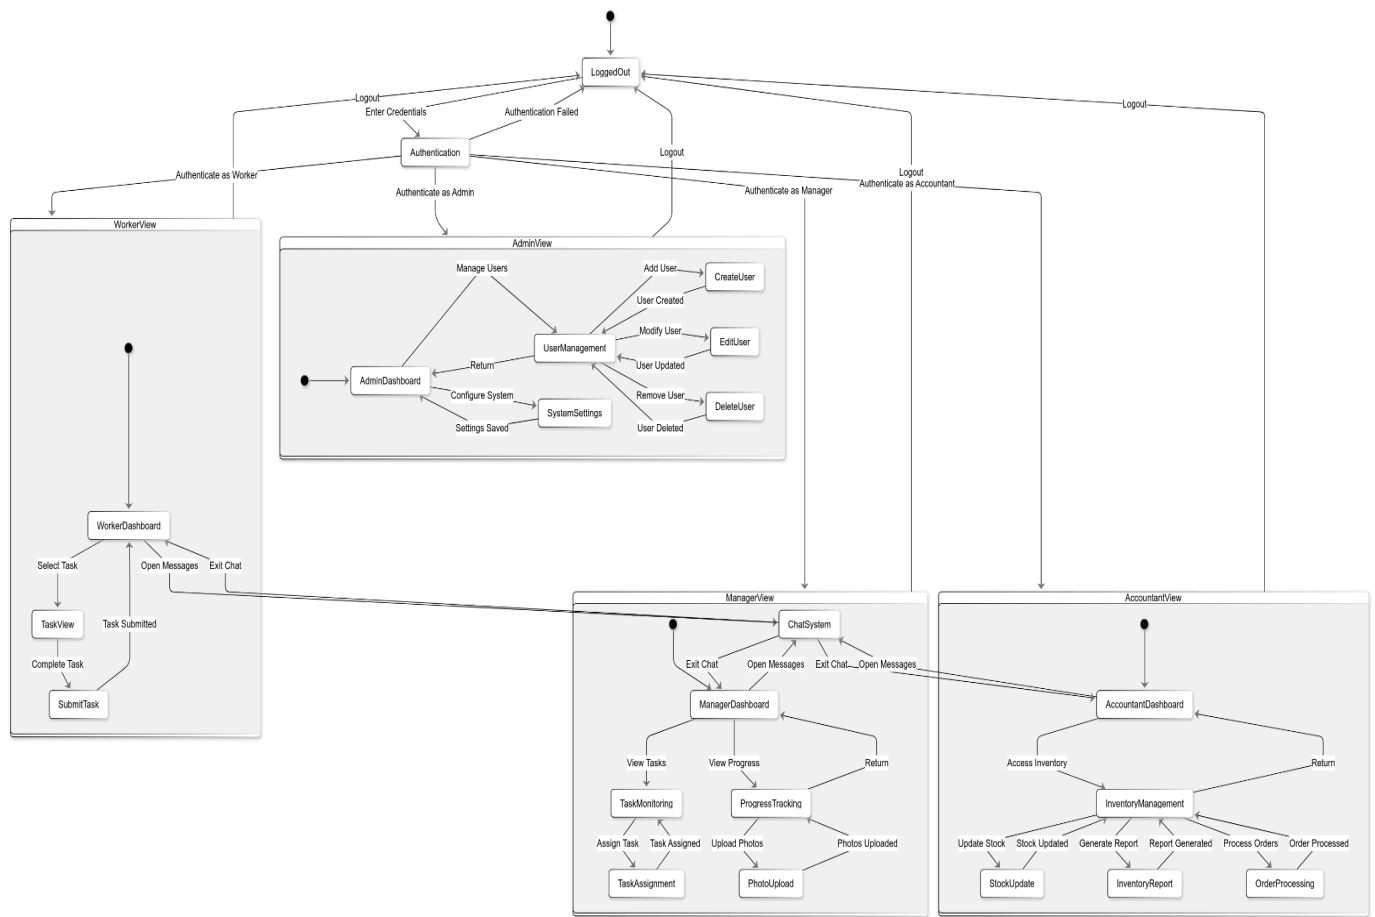 LoggedOut
Logout
Logout
Enter Credentials
Authentication Failed
Authentication
Logout
Logout
Authenticate as Worker
Authenticate as Admin
Authenticate as Manager
Authenticate as Accountant
WorkerView
AdminView
Manage Users
Add User
CreateUser
User Created
Modify User
EditUser
UserManagement
User Updated
Return
AdminDashboard
Configure System
Remove User
DeleteUser
SystemSettings
Settings Saved
User Deleted
WorkerDashboard
Select Task
Open Messages
Exit Chat
TaskView
Task Submitted
Complete Task
SubmitTask
ManagerView
ChatSystem
Exit Chat
Open Messages
Exit Chat
Open Messages
ManagerDashboard
View Tasks
View Progress
Return
TaskMonitoring
ProgressTracking
Assign Task
Task Assigned
Upload Photos
Photos Uploaded
TaskAssignment
PhotoUpload
AccountantView
AccountantDashboard
Access Inventory
Return
InventoryManagement
Update Stock
Stock Updated
Generate Report
Report Generated
Process Orders
Order Processed
StockUpdate
InventoryReport
OrderProcessing